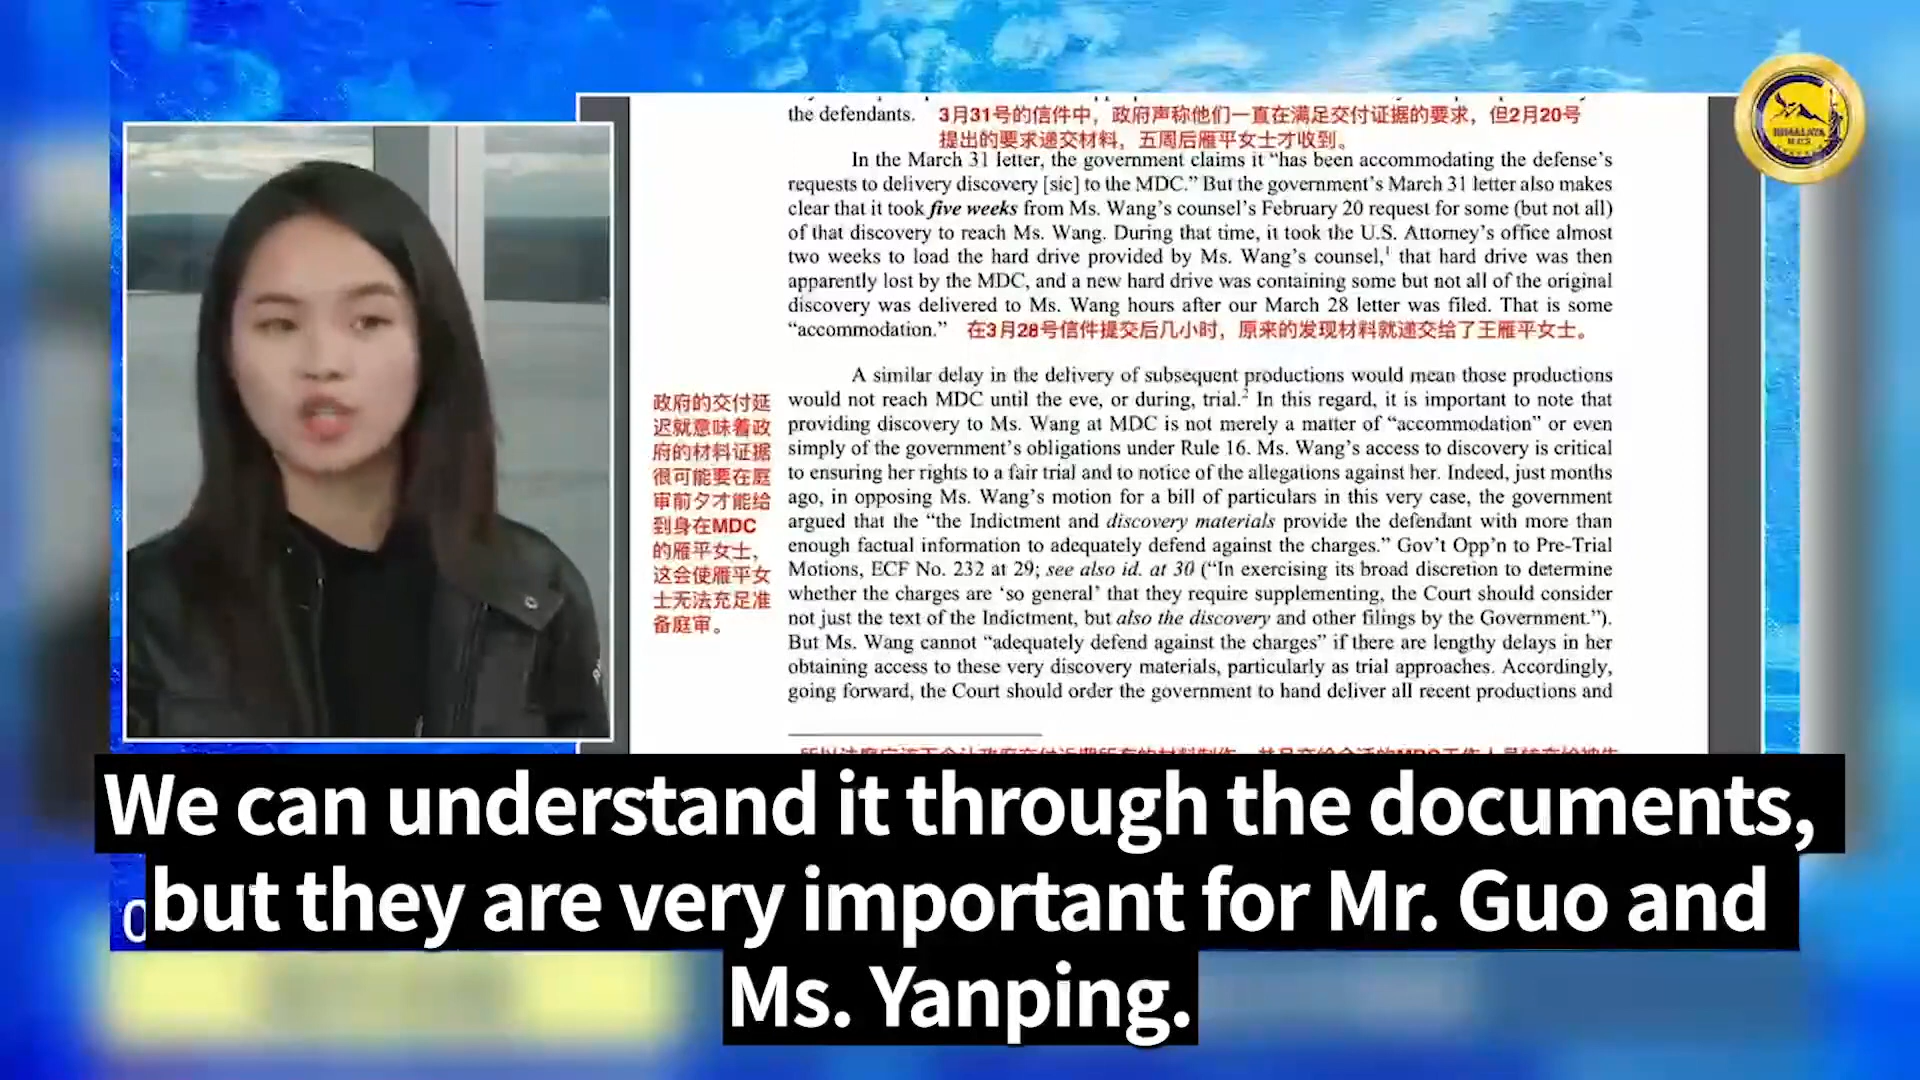 the defendants.
3月31号的信件中，政府声称他们一直在满足交付证据的要求，但2月20号
提出的要求递交材料，五周后雁平女士才收到。
In the March 31 letter, the government claims it “has been accommodating the defense’s
requests to delivery discovery [sic] to the MDC.” But the government’s March 31 letter also makes
clear that it took five weeks from Ms. Wang’s counsel’s February 20 request for some (but not all)
of that discovery to reach Ms. Wang. During that time, it took the U.S. Attorney’s office almost
two weeks to load the hard drive provided by Ms. Wang’s counsel,1 that hard drive was then
apparently lost by the MDC, and a new hard drive was containing some but not all of the original
discovery was delivered to Ms. Wang hours after our March 28 letter was filed. That is some
“accommodation.”
在3月28号信件提交后几小时，原来的发现材料就递交给了王雁平女士。
A similar delay in the delivery of subsequent productions would mean those productions
would not reach MDC until the eve, or during, trial.2 In this regard, it is important to note that
providing discovery to Ms. Wang at MDC is not merely a matter of “accommodation” or even
simply of the government’s obligations under Rule 16. Ms. Wang’s access to discovery is critical
to ensuring her rights to a fair trial and to notice of the allegations against her. Indeed, just months
ago, in opposing Ms. Wang’s motion for a bill of particulars in this very case, the government
argued that the “the Indictment and discovery materials provide the defendant with more than
enough factual information to adequately defend against the charges.” Gov’t Opp’n to Pre-Trial
Motions, ECF No. 232 at 29; see also id. at 30 (“In exercising its broad discretion to determine
whether the charges are ‘so general’ that they require supplementing, the Court should consider
not just the text of the Indictment, but also the discovery and other filings by the Government.”).
But Ms. Wang cannot “adequately defend against the charges” if there are lengthy delays in her
obtaining access to these very discovery materials, particularly as trial approaches. Accordingly,
going forward, the Court should order the government to hand deliver all recent productions and
政府的交付延
迟就意味着政
府的材料证据
很可能要在庭
审前夕才能给
到身在MDC
的雁平女士，
这会使雁平女
士无法充足准
备庭审。
HIMALAYA
We can understand it through the documents,
but they are very important for Mr. Guo and
Ms. Yanping.